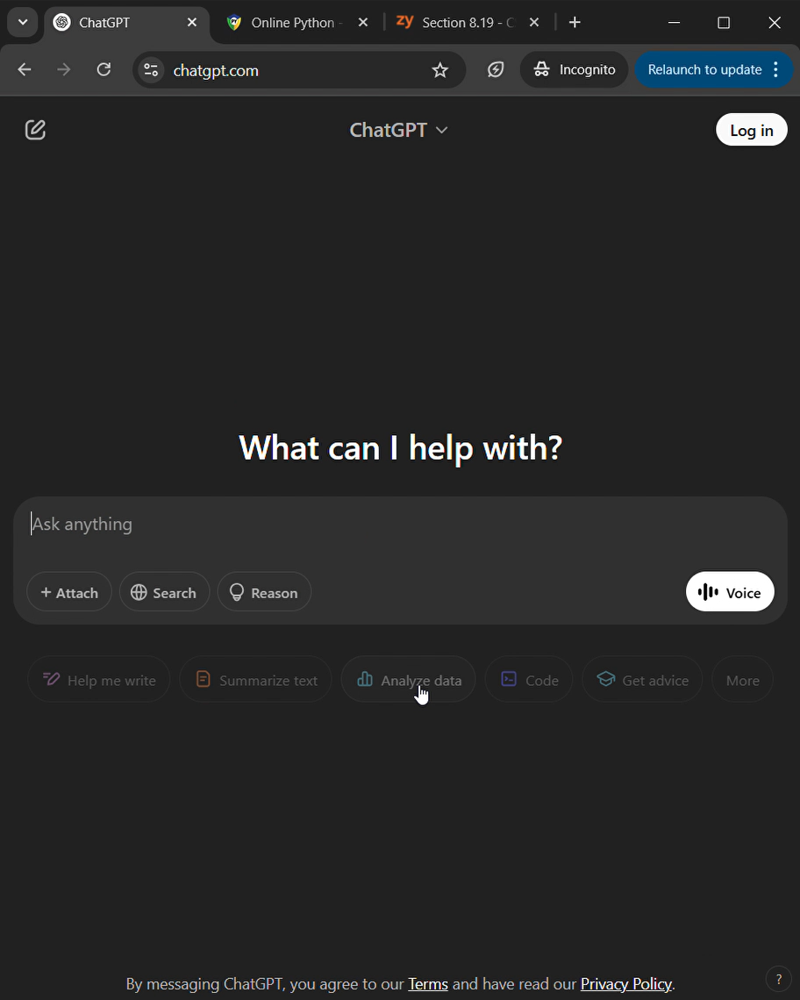 ChatGPT
Online Python -
zy Section 8.19 - C
chatgpt.com
Incognito
Relaunch to update
ChatGPT
Log in
What can I help with?
Ask anything
+ Attach
Search
Reason
Voice
Help me write
Summarize text
Analyze data
Code
Get advice
More
By messaging ChatGPT, you agree to our Terms and have read our Privacy Policy.
?